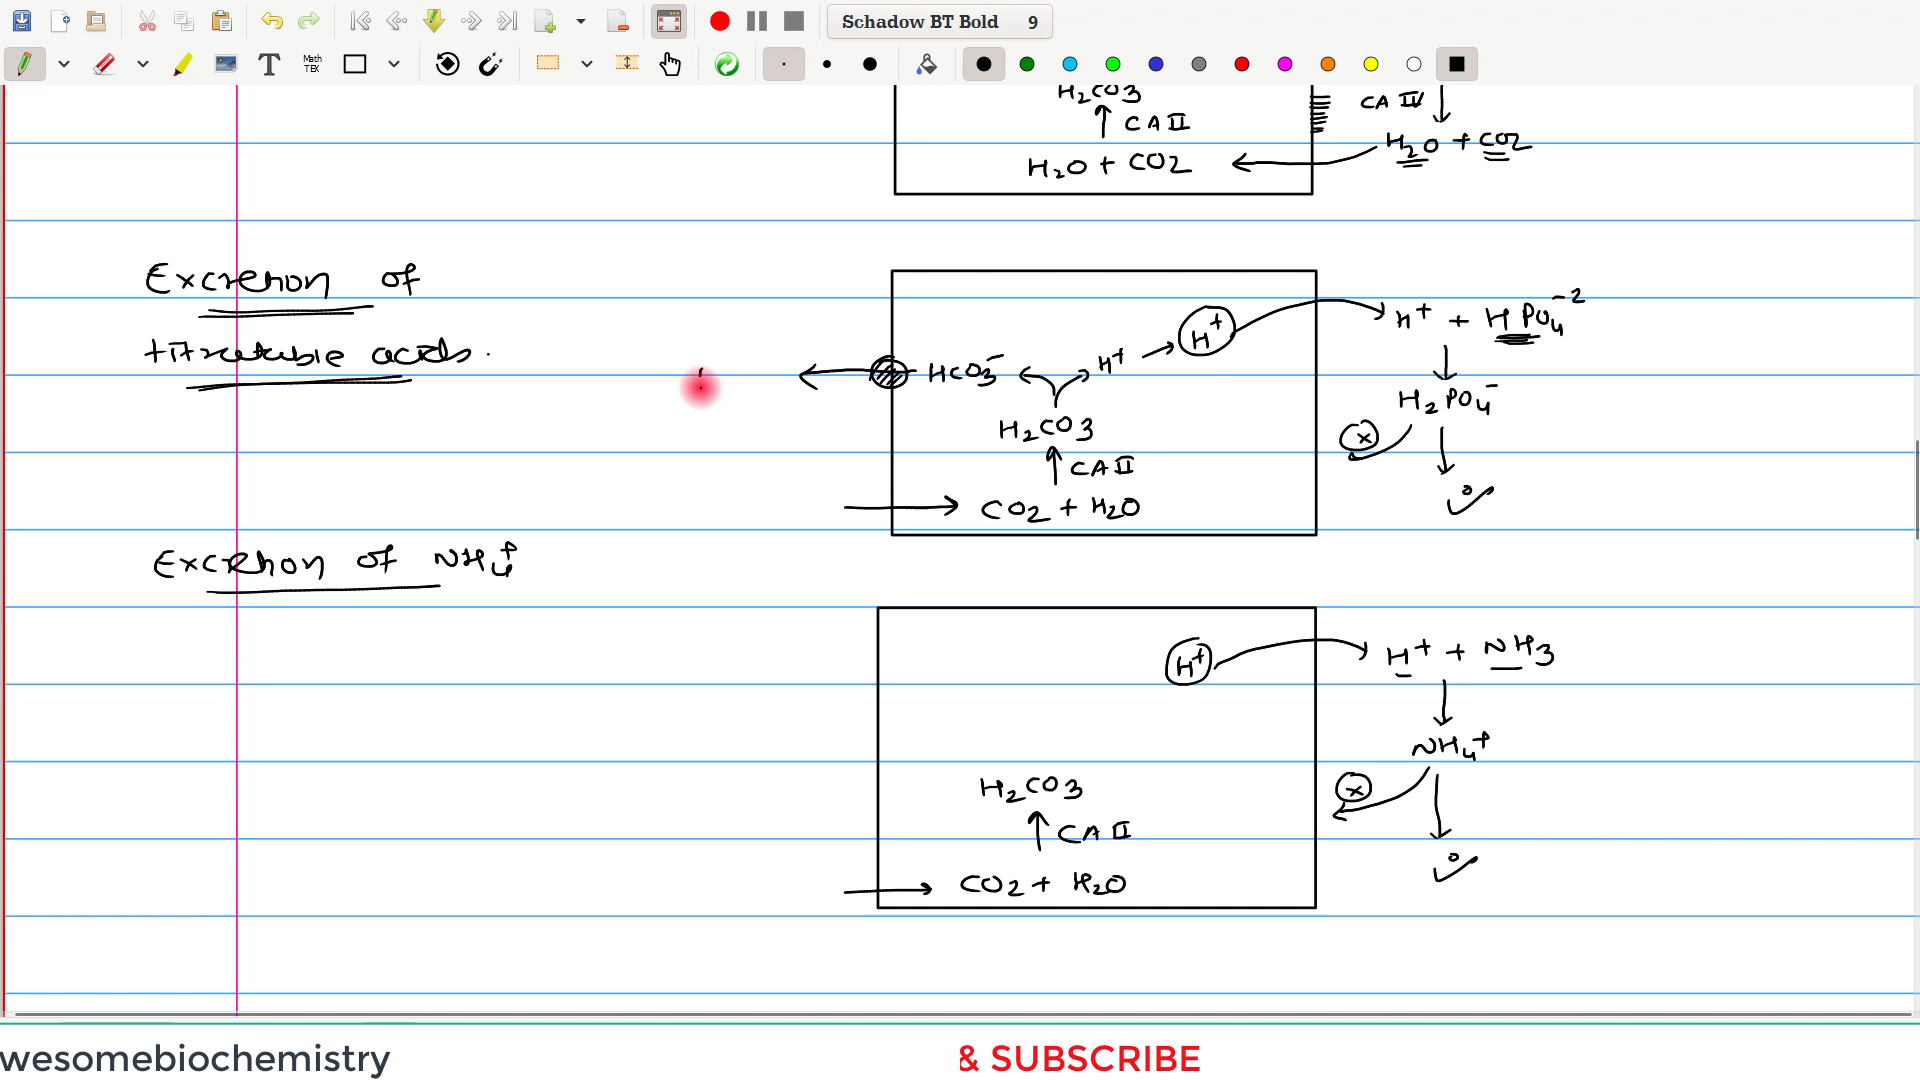 Schadow BT Bold 9
Math
TEX
H2CO3
CA II
H2O + CO2
CA IV
H2O + CO2
Excretion of
titratable acids.
HCO3-
H+
H+
H+ + HPO4-2
H2PO4-
x
H2CO3
CA II
CO2 + H2O
Excretion of NH4+
H+
H+ + NH3
NH4+
x
H2CO3
CA II
CO2 + H2O
wesomebiochemistry
& SUBSCRIBE